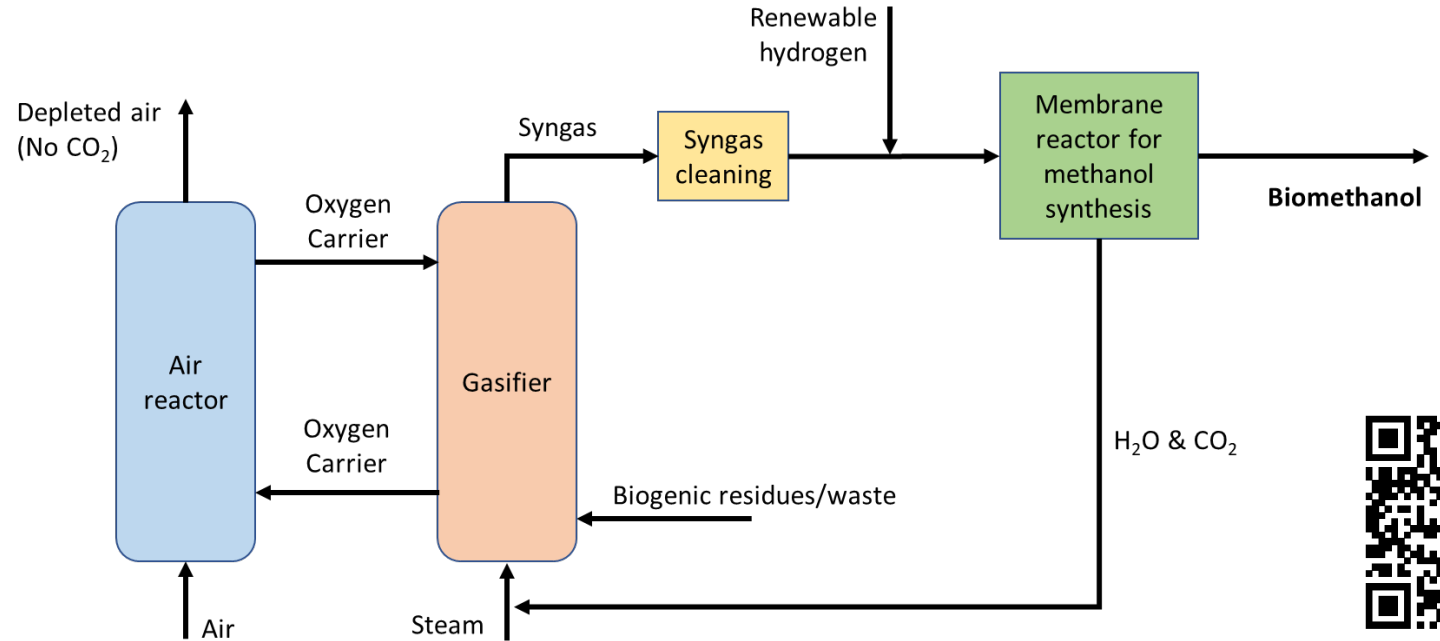 Renewable
hydrogen
Depleted air
(No CO₂)
Syngas
Syngas
cleaning
Membrane
reactor for
methanol
synthesis
Biomethanol
Oxygen
Carrier
Air
reactor
Gasifier
Oxygen
Carrier
H₂O & CO₂
Biogenic residues/waste
Air
Steam